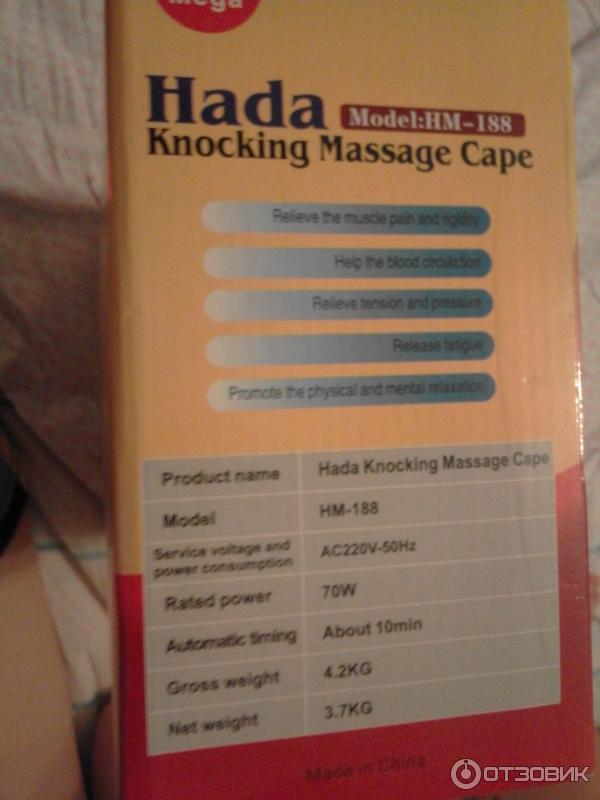 Mega
Hada
Model:HM-188
Knocking Massage Cape
Relieve the muscle pain and rigidity
Help the blood circulation
Relieve tension and pressure
Release fatigue
Promote the physical and mental relaxation
Product name Hada Knocking Massage Cape
Model HM-188
Service voltage and
power consumption AC220V-50Hz
Rated power 70W
Automatic timing About 10min
Gross weight 4.2KG
Net weight 3.7KG
Made in China
ОТЗОВИК